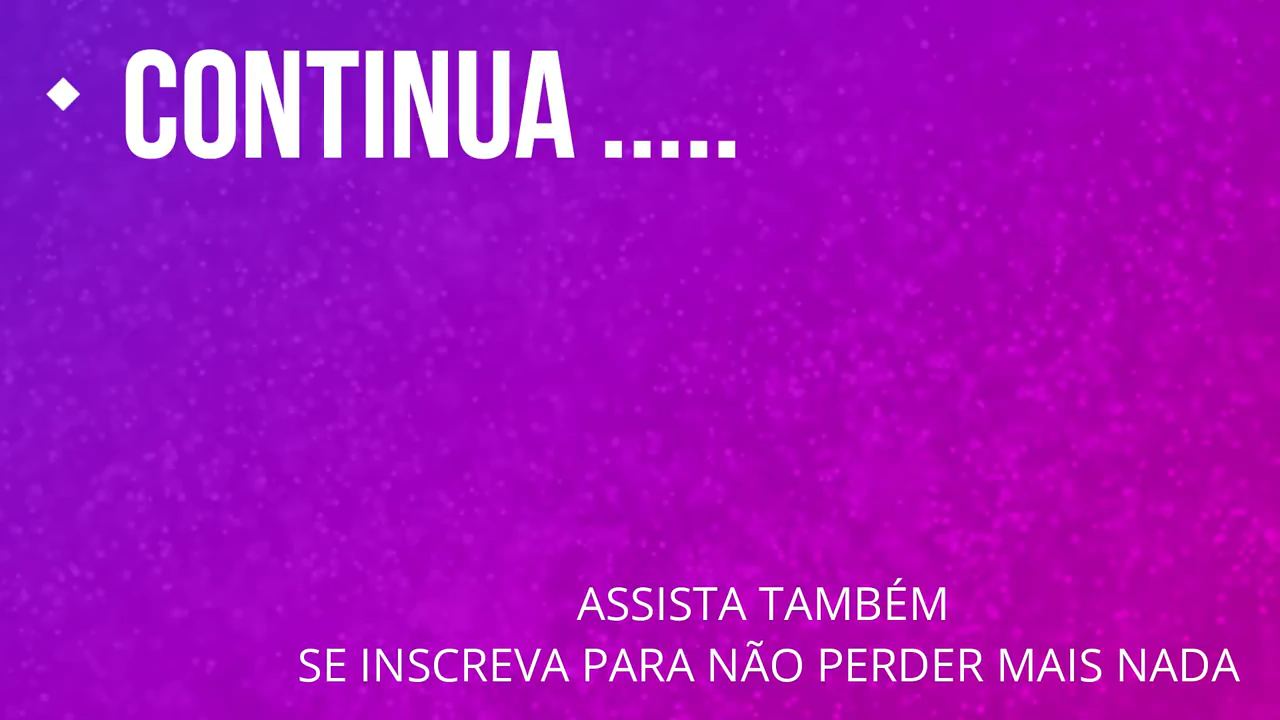 CONTINUA .....
ASSISTA TAMBÉM
SE INSCREVA PARA NÃO PERDER MAIS NADA